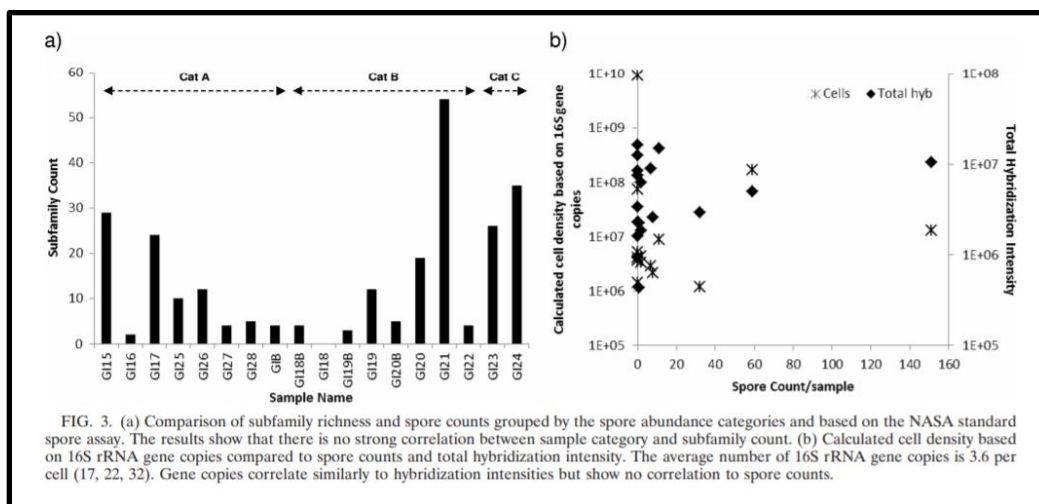 a)
b)
60
50
40
30
20
10
0
Subfamily Count
Cat A
Cat B
Cat C
GI15
GI16
GI17
GI25
GI26
GI27
GI28
GIB
GI18B
GI18
GI19B
GI19
GI20B
GI20
GI21
GI22
GI23
GI24
Sample Name
Calculated cell density based on 16S gene
copies
1E+10
1E+09
1E+08
1E+07
1E+06
1E+05
Cells
Total hyb
1E+08
1E+07
1E+06
1E+05
Total Hybridization Intensity
0
20
40
60
80
100
120
140
160
Spore Count/sample
FIG. 3. (a) Comparison of subfamily richness and spore counts grouped by the spore abundance categories and based on the NASA standard
spore assay. The results show that there is no strong correlation between sample category and subfamily count. (b) Calculated cell density based
on 16S rRNA gene copies compared to spore counts and total hybridization intensity. The average number of 16S rRNA gene copies is 3.6 per
cell (17, 22, 32). Gene copies correlate similarly to hybridization intensities but show no correlation to spore counts.